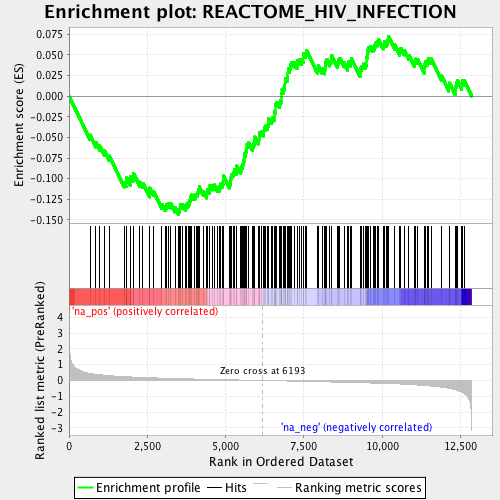 Enrichment plot: REACTOME_HIV_INFECTION
Enrichment score (ES)
0.075
0.050
0.025
0.000
-0.025
-0.050
-0.075
-0.100
-0.125
-0.150
'na_pos' (positively correlated)
Ranked list metric (PreRanked)
4
3
2
1
0
-1
-2
-3
Zero cross at 6193
'na_neg' (negatively correlated)
0
2,500
5,000
7,500
10,000
12,500
Rank in Ordered Dataset
Enrichment profile
Hits
Ranking metric scores